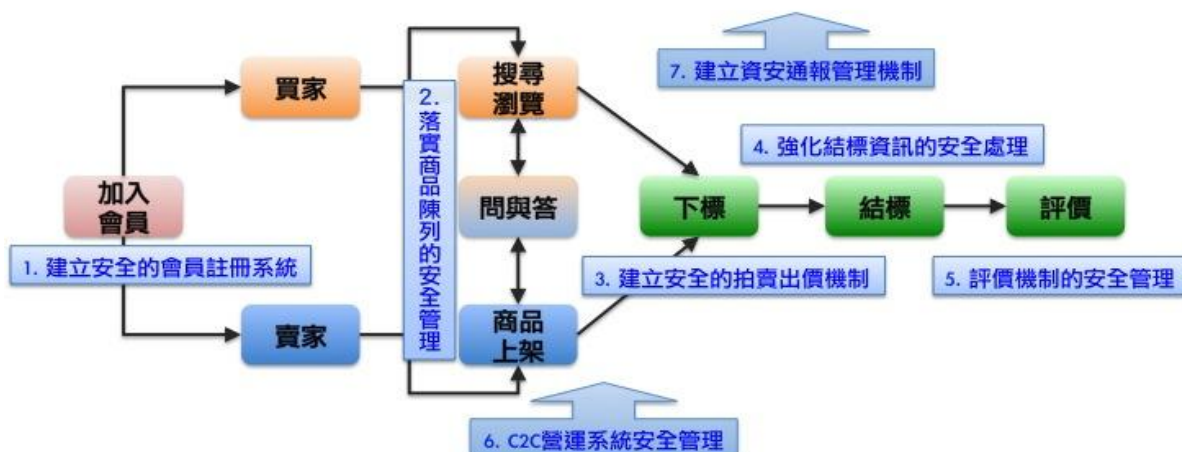 7. 建立資安通報管理機制
買家
搜尋
瀏覽
2. 落實商品陳列的安全管理
4. 強化結標資訊的安全處理
加入
會員
問與答
下標
結標
評價
1. 建立安全的會員註冊系統
3. 建立安全的拍賣出價機制
5. 評價機制的安全管理
賣家
商品
上架
6. C2C營運系統安全管理